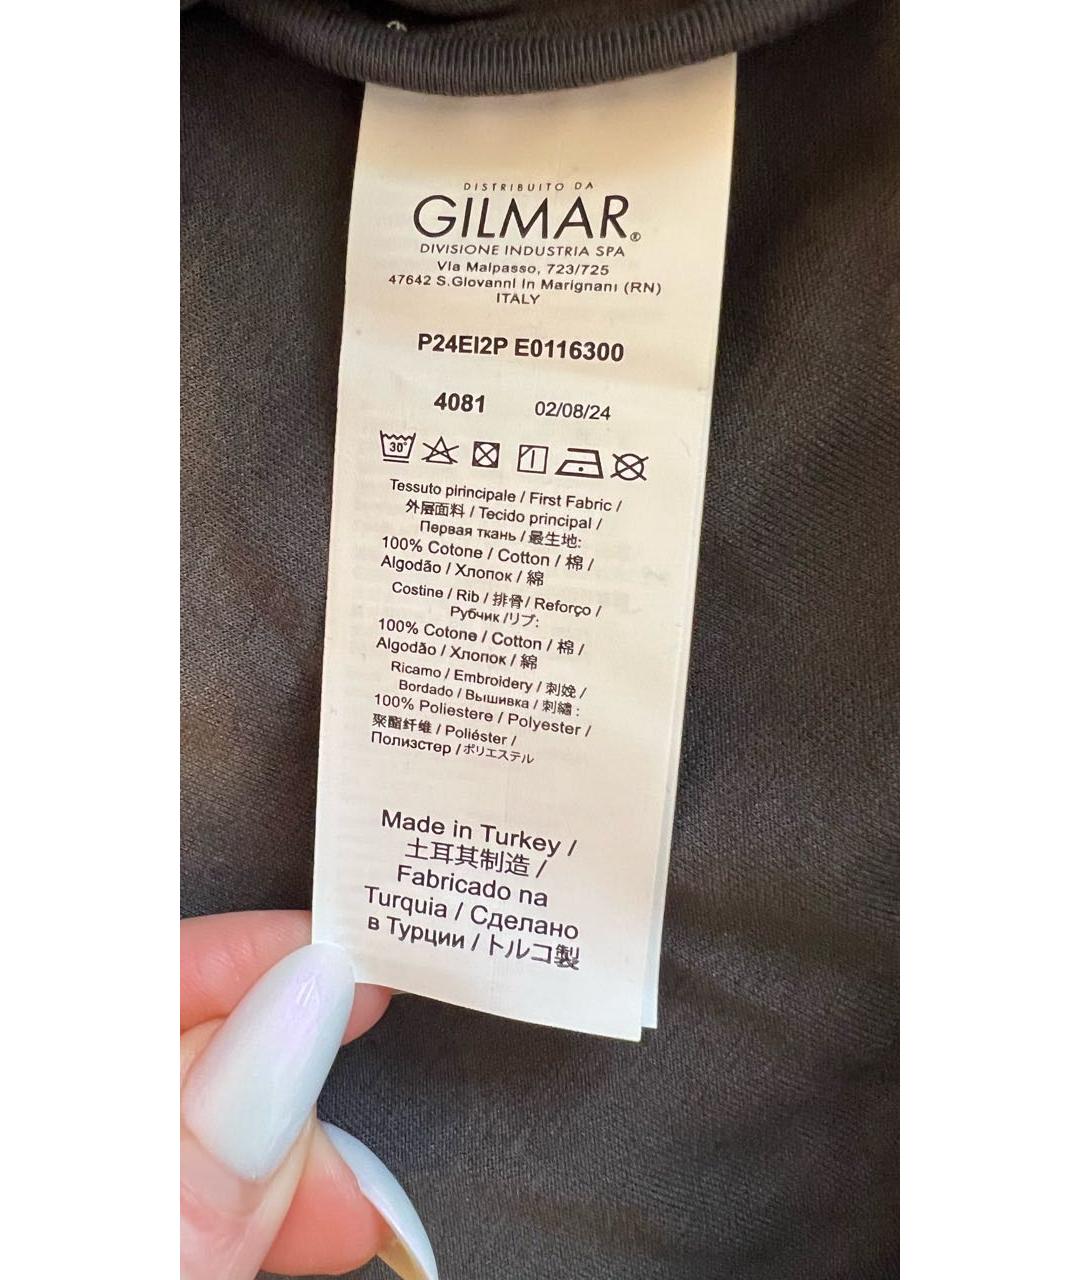 DISTRIBUITO DA
GILMAR®
DIVISIONE INDUSTRIA SPA
Via Malpasso, 723/725
47642 S.Giovanni In Marignani (RN)
ITALY
P24EI2P E0116300
4081 02/08/24
30°
Tessuto pirincipale / First Fabric /
外层面料 / Tecido principal /
Первая ткань / 最生地:
100% Cotone / Cotton / 棉 /
Algodão / Хлопок / 綿
Costine / Rib / 排骨 / Reforço /
Рубчик /リブ:
100% Cotone / Cotton / 棉 /
Algodão / Хлопок / 綿
Ricamo / Embroidery / 刺娩 /
Bordado / Вышивка / 刺繡 :
100% Poliestere / Polyester /
聚酯纤维 / Poliéster /
Полиэстер / ポリエステル
Made in Turkey /
土耳其制造 /
Fabricado na
Turquia / Сделано
в Турции / トルコ製